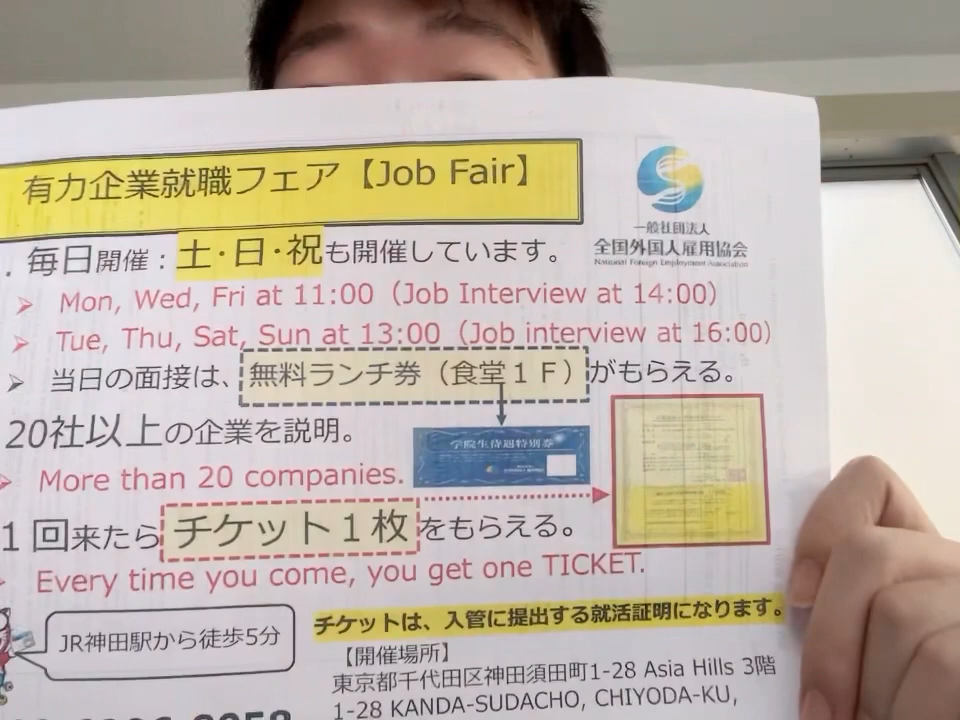 有力企業就職フェア【Job Fair】
一般社団法人
全国外国人雇用協会
National Foreign Employment Association
毎日開催：土・日・祝も開催しています。
Mon, Wed, Fri at 11:00（Job Interview at 14:00）
Tue, Thu, Sat, Sun at 13:00（Job interview at 16:00）
当日の面接は、無料ランチ券（食堂１Ｆ）がもらえる。
20社以上の企業を説明。
学院生侍遇特別券
More than 20 companies.
1回来たらチケット１枚をもらえる。
Every time you come, you get one TICKET.
チケットは、入管に提出する就活証明になります。
JR神田駅から徒歩5分
【開催場所】
東京都千代田区神田須田町1-28 Asia Hills 3階
1-28 KANDA-SUDACHO, CHIYODA-KU,